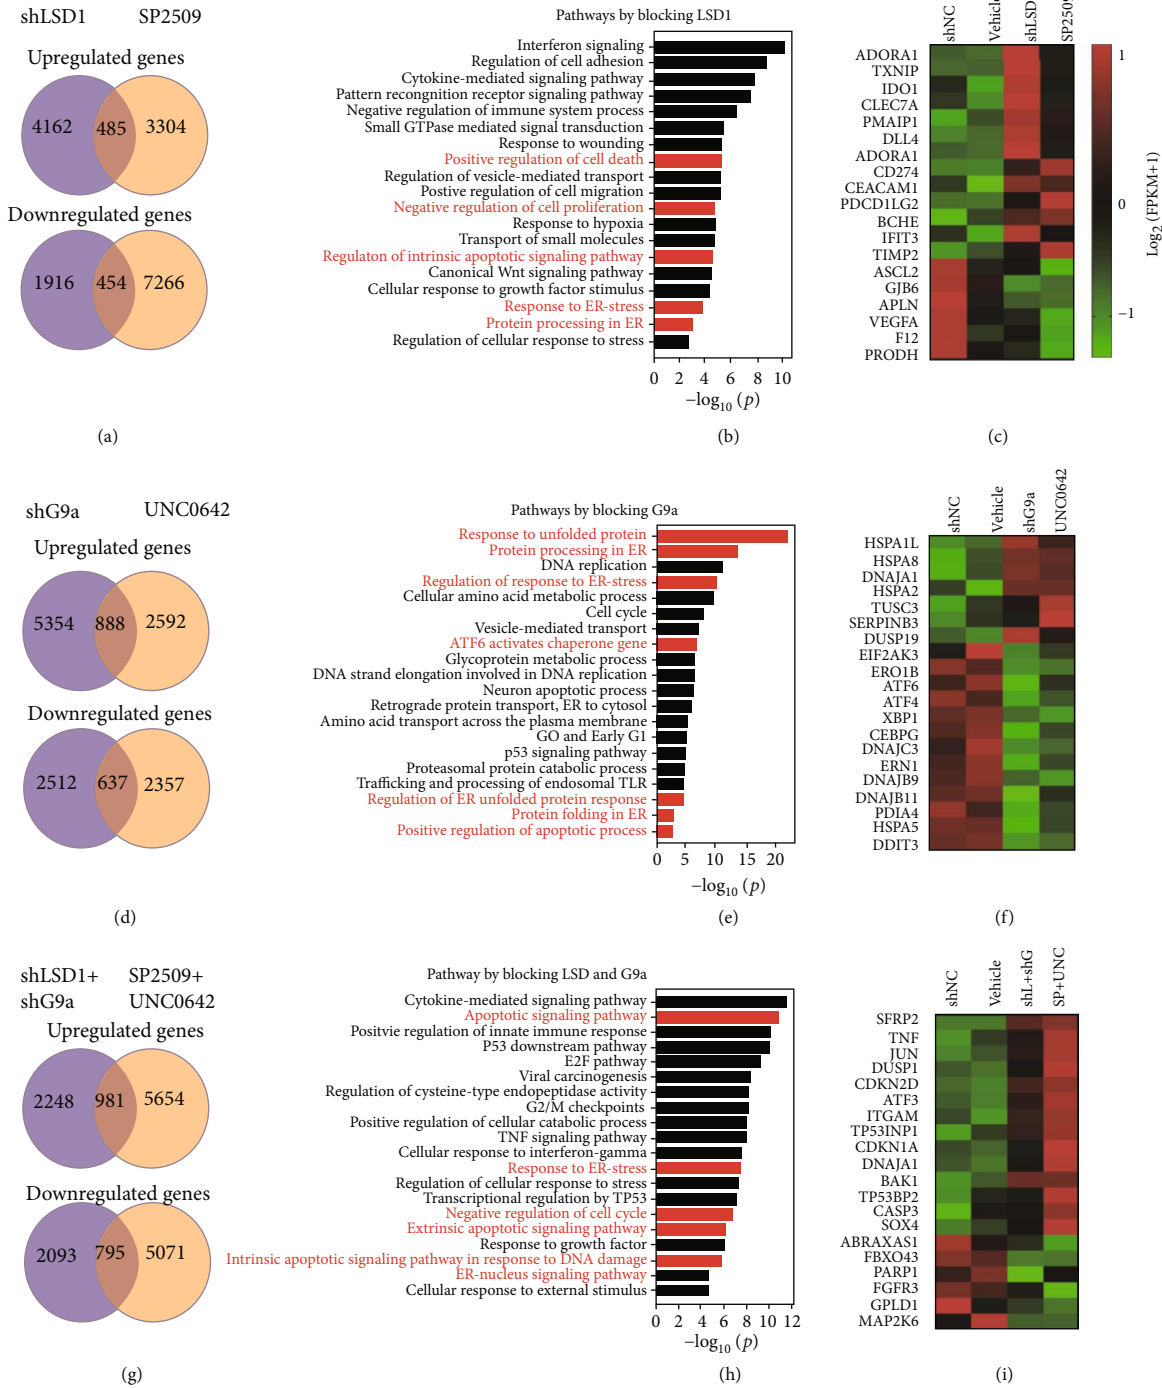 shLSD1 SP2509
Upregulated genes
4162 485 3304
Downregulated genes
1916 454 7266
(a)
Pathways by blocking LSD1
Interferon signaling
Regulation of cell adhesion
Cytokine-mediated signaling pathway
Pattern recongnition receptor signaling pathway
Negative regulation of immune system process
Small GTPase mediated signal transduction
Response to wounding
Positive regulation of cell death
Regulation of vesicle-mediated transport
Postive regulation of cell migration
Negative regulation of cell proliferation
Response to hypoxia
Transport of small molecules
Regulaton of intrinsic apoptotic signaling pathway
Canonical Wnt signaling pathway
Cellular response to growth factor stimulus
Response to ER-stress
Protein processing in ER
Regulation of cellular response to stress
0 2 4 6 8 10
−log10 (p)
(b)
shNC Vehicle shLSD SP2509
ADORA1
TXNIP
IDO1
CLEC7A
PMAIP1
DLL4
ADORA1
CD274
CEACAM1
PDCD1LG2
BCHE
IFIT3
TIMP2
ASCL2
GJB6
APLN
VEGFA
F12
PRODH
1
0
−1
Log2 (FPKM+1)
(c)
shG9a UNC0642
Upregulated genes
5354 888 2592
Downregulated genes
2512 637 2357
(d)
Pathways by blocking G9a
Response to unfolded protein
Protein processing in ER
DNA replication
Regulation of response to ER-stress
Cellular amino acid metabolic process
Cell cycle
Vesicle-mediated transport
ATF6 activates chaperone gene
Glycoprotein metabolic process
DNA strand elongation involved in DNA replication
Neuron apoptotic process
Retrograde protein transport, ER to cytosol
Amino acid transport across the plasma membrane
GO and Early G1
p53 signaling pathway
Proteasomal protein catabolic process
Trafficking and processing of endosomal TLR
Regulation of ER unfolded protein response
Protein folding in ER
Positive regulation of apoptotic process
0 5 10 15 20
−log10 (p)
(e)
shNC Vehicle shG9a UNC0642
HSPA1L
HSPA8
DNAJA1
HSPA2
TUSC3
SERPINB3
DUSP19
EIF2AK3
ERO1B
ATF6
ATF4
XBP1
CEBPG
DNAJC3
ERN1
DNAJB9
DNAJB11
PDIA4
HSPA5
DDIT3
(f)
shLSD1+ SP2509+
shG9a UNC0642
Upregulated genes
2248 981 5654
Downregulated genes
2093 795 5071
(g)
Pathway by blocking LSD and G9a
Cytokine-mediated signaling pathway
Apoptotic signaling pathway
Positvie regulation of innate immune response
P53 downstream pathway
E2F pathway
Viral carcinogenesis
Regulation of cysteine-type endopeptidase activity
G2/M checkpoints
Positive regulation of cellular catabolic process
TNF signaling pathway
Cellular response to interferon-gamma
Response to ER-stress
Regulation of cellular response to stress
Transcriptional regulation by TP53
Negative regulation of cell cycle
Extrinsic apoptotic signaling pathway
Response to growth factor
Intrinsic apoptotic signaling pathway in response to DNA damage
ER-nucleus signaling pathway
Cellular response to external stimulus
0 2 4 6 8 10 12
−log10 (p)
(h)
shNC Vehicle shL+shG SP+UNC
SFRP2
TNF
JUN
DUSP1
CDKN2D
ATF3
ITGAM
TP53INP1
CDKN1A
DNAJA1
BAK1
TP53BP2
CASP3
SOX4
ABRAXAS1
FBXO43
PARP1
FGFR3
GPLD1
MAP2K6
(i)